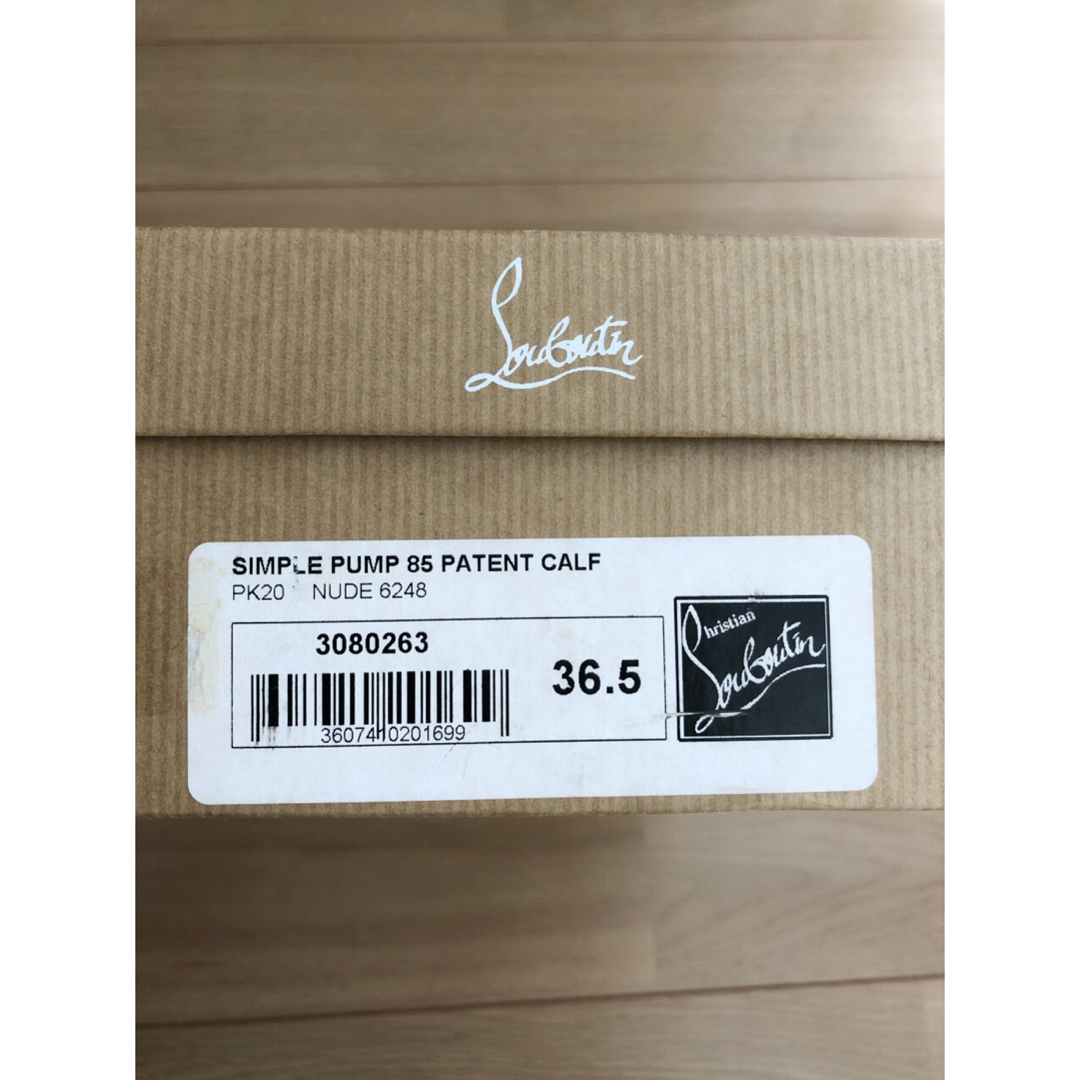 Louboutin
SIMPLE PUMP 85 PATENT CALF
PK20 NUDE 6248
3080263
36.5
3607410201699
Christian
Louboutin